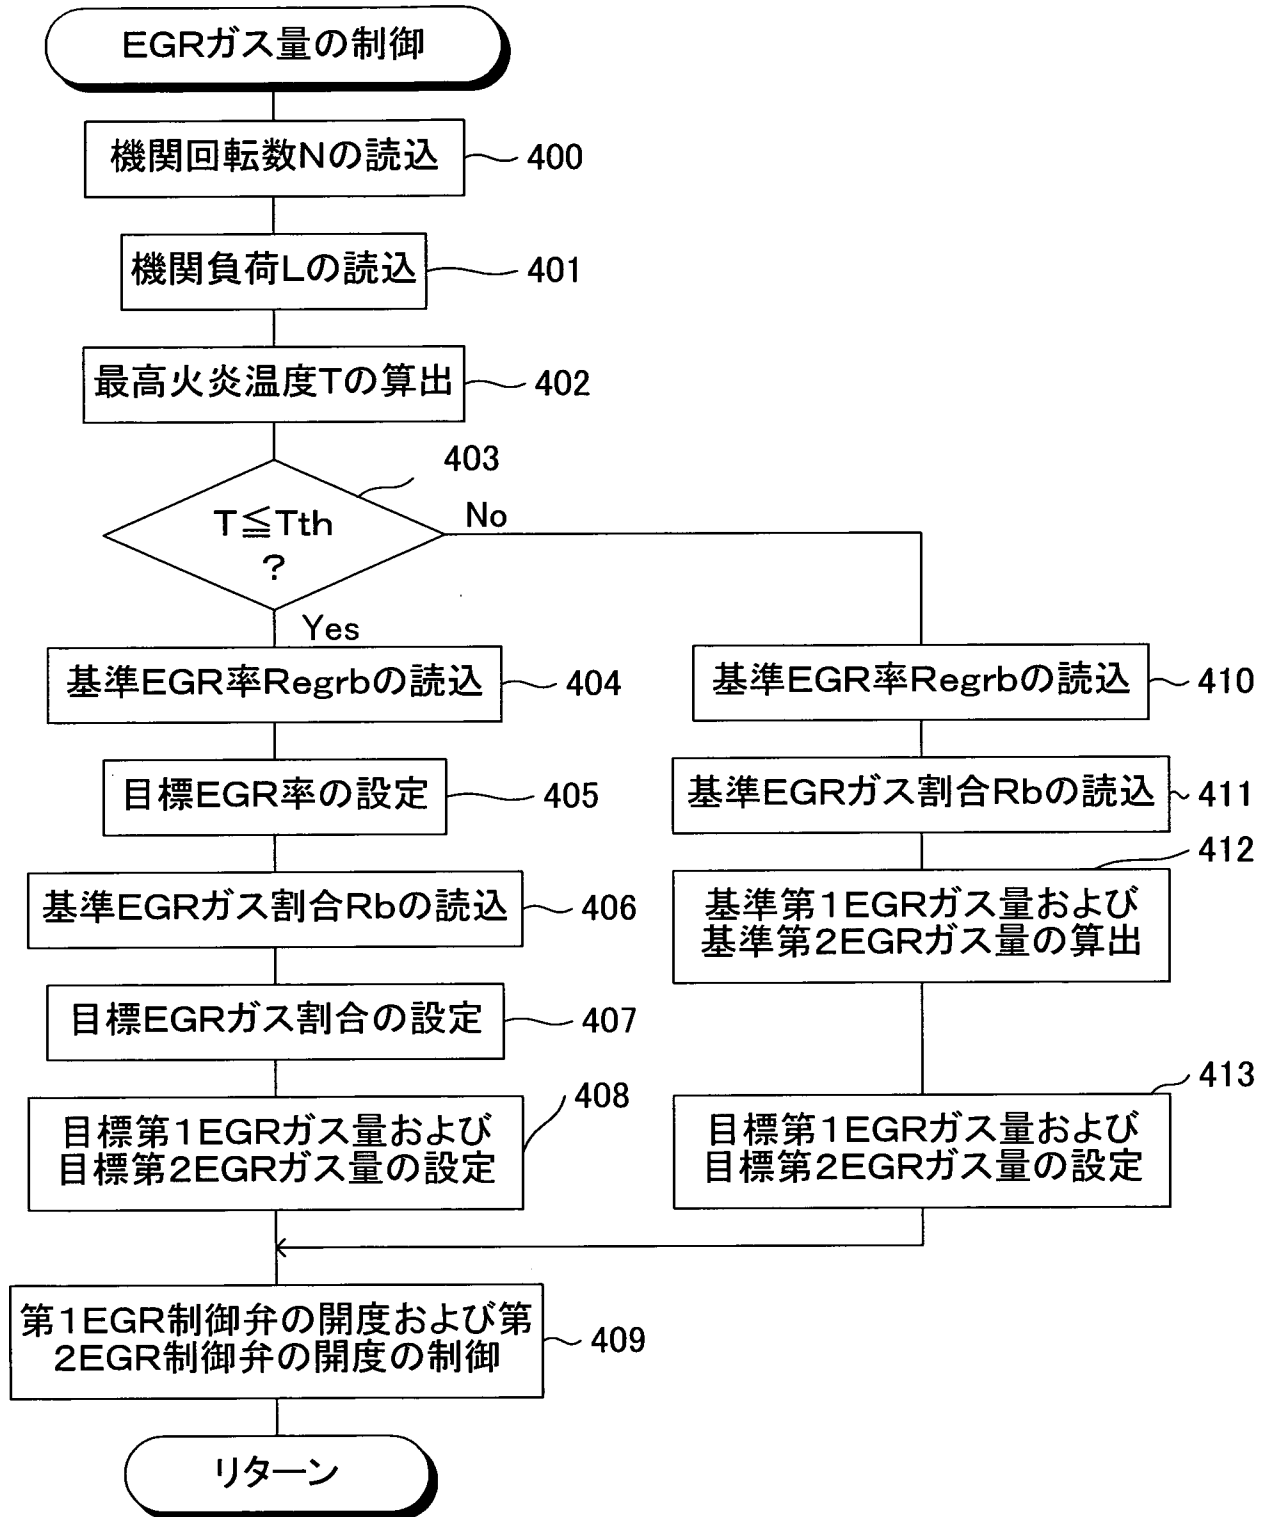 EGRガス量の制御
機関回転数Nの読込
400
機関負荷Lの読込
401
最高火炎温度Tの算出
402
403
T≦Tth
?
No
Yes
基準EGR率Regrbの読込
404
目標EGR率の設定
405
基準EGRガス割合Rbの読込
406
目標EGRガス割合の設定
407
目標第1EGRガス量および
目標第2EGRガス量の設定
408
基準EGR率Regrbの読込
410
基準EGRガス割合Rbの読込
411
412
基準第1EGRガス量および
基準第2EGRガス量の算出
413
目標第1EGRガス量および
目標第2EGRガス量の設定
第1EGR制御弁の開度および第
2EGR制御弁の開度の制御
409
リターン